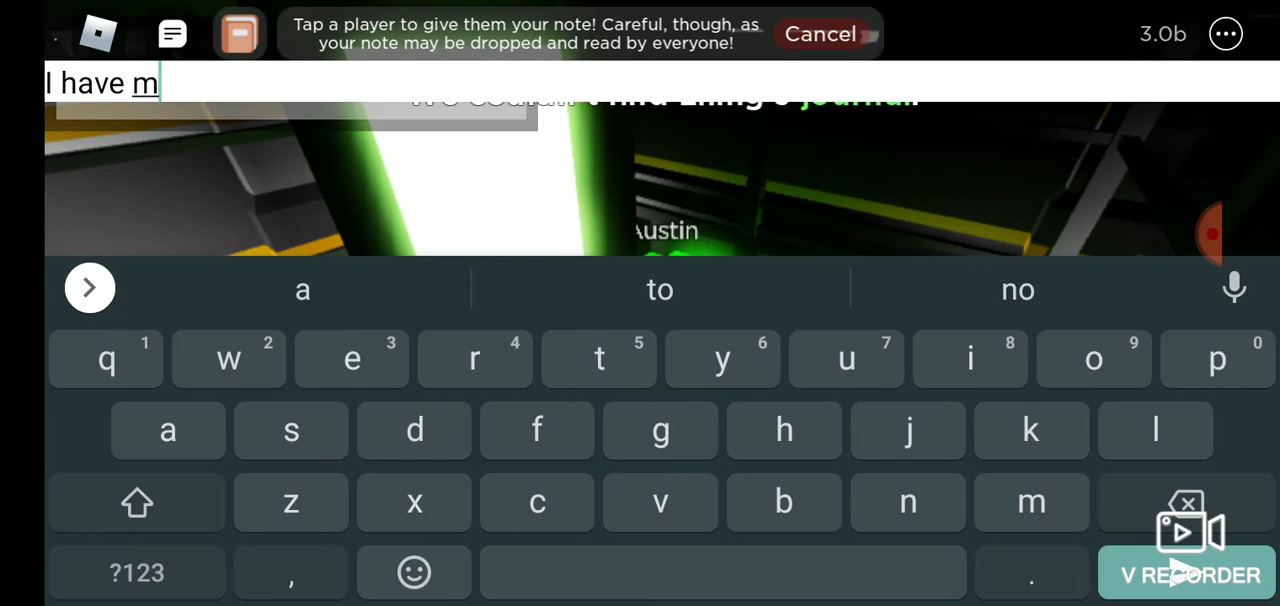 Tap a player to give them your note! Careful, though, as
your note may be dropped and read by everyone!
Cancel
3.0b
I have m
journal.
Austin
a to no
q 1 w 2 e 3 r 4 t 5 y 6 u 7 i 8 o 9 p 0
a s d f g h j k l
z x c v b n m
?123 , .
V RECORDER